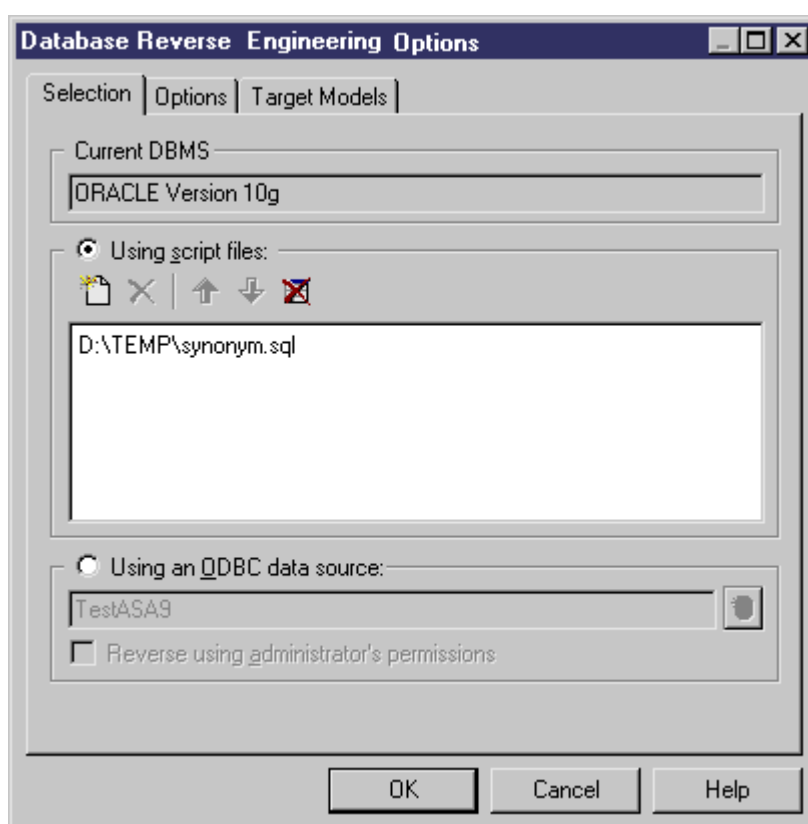 Database Reverse Engineering Options
Selection Options Target Models
Current DBMS
ORACLE Version 10g
Using script files:
D:\TEMP\synonym.sql
Using an ODBC data source:
TestASA9
Reverse using administrator's permissions
OK Cancel Help